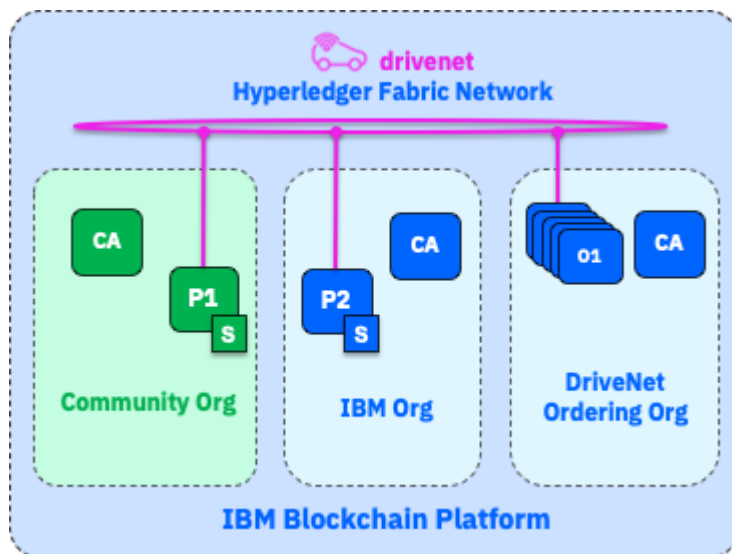 drivenet
Hyperledger Fabric Network
CA
P1
S
Community Org
CA
P2
S
IBM Org
O1
CA
DriveNet
Ordering Org
IBM Blockchain Platform